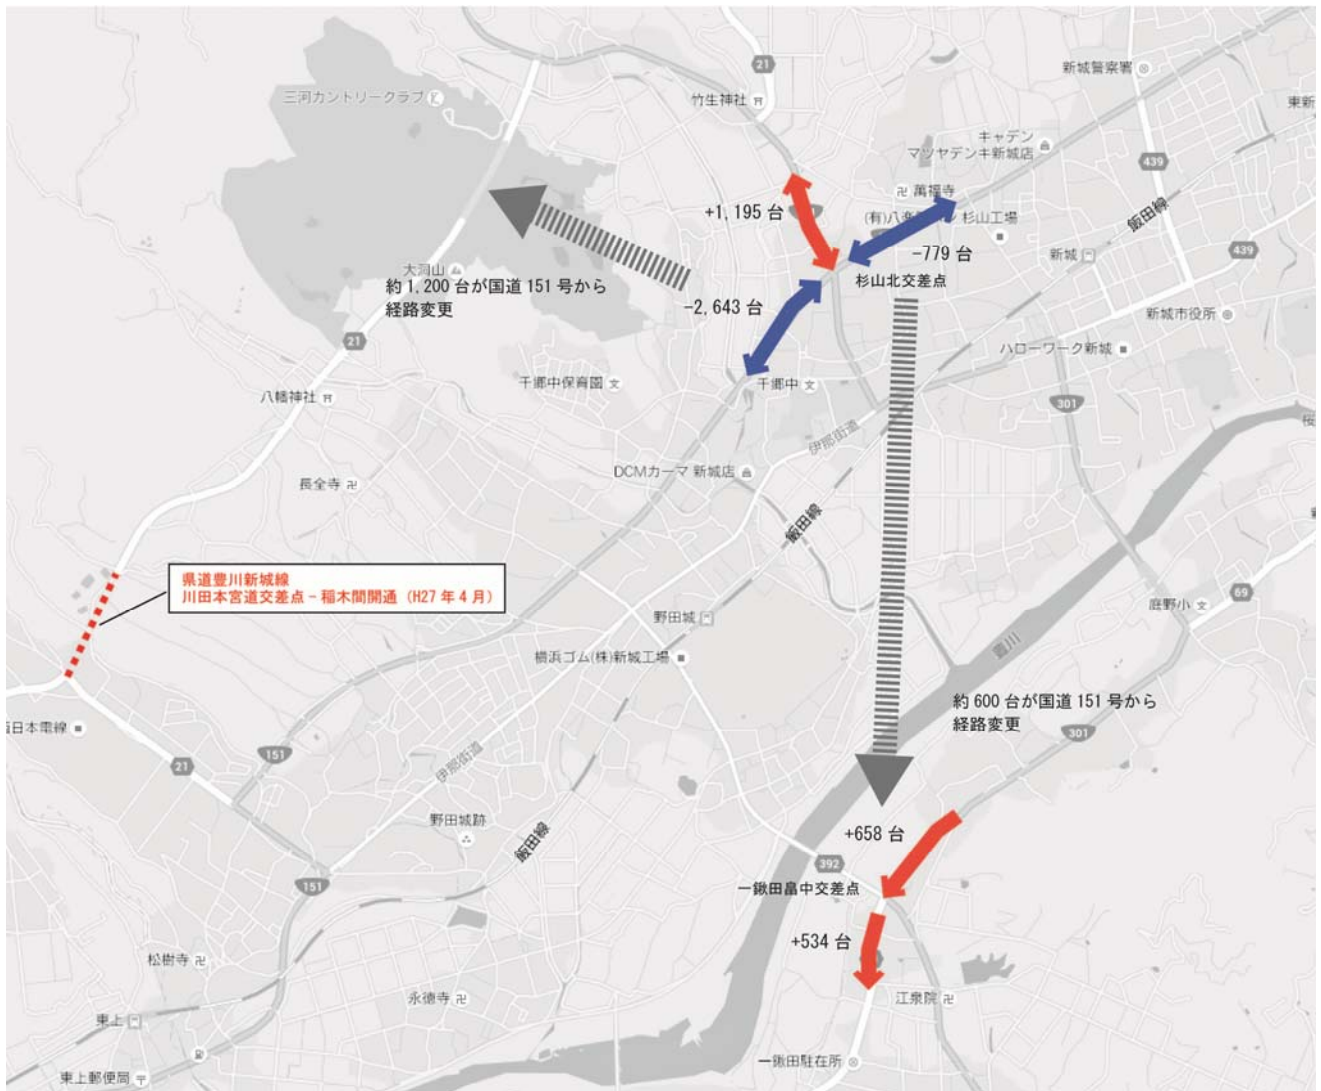 21
新城警察署
三河カントリークラブ
竹生神社
東新
キャデン
マツヤデンキ新城店
439
萬福寺
+1,195 台
(有)八楽
杉山工場
飯田線
-779 台
新城
439
大河山
杉山北交差点
約 1,200 台が国道 151 号から
経路変更
-2,643 台
新城市役所
21
ハローワーク新城
千郷中保育園
千郷中
八幡神社
301
伊那街道
桜
DCMカーマ 新城店
長全寺
飯田線
県道豊川新城線
川田本宮道交差点－稲木間開通（H27 年 4 月）
69
庭野小
野田城
横浜ゴム(株)新城工場
豊川
約 600 台が国道 151 号から
経路変更
301
西日本電線
151
21
伊那街道
野田城跡
飯田線
+658 台
392
151
一鍬田畠中交差点
+534 台
松樹寺
永德寺
江泉院
東上
一鍬田駐在所
東上郵便局